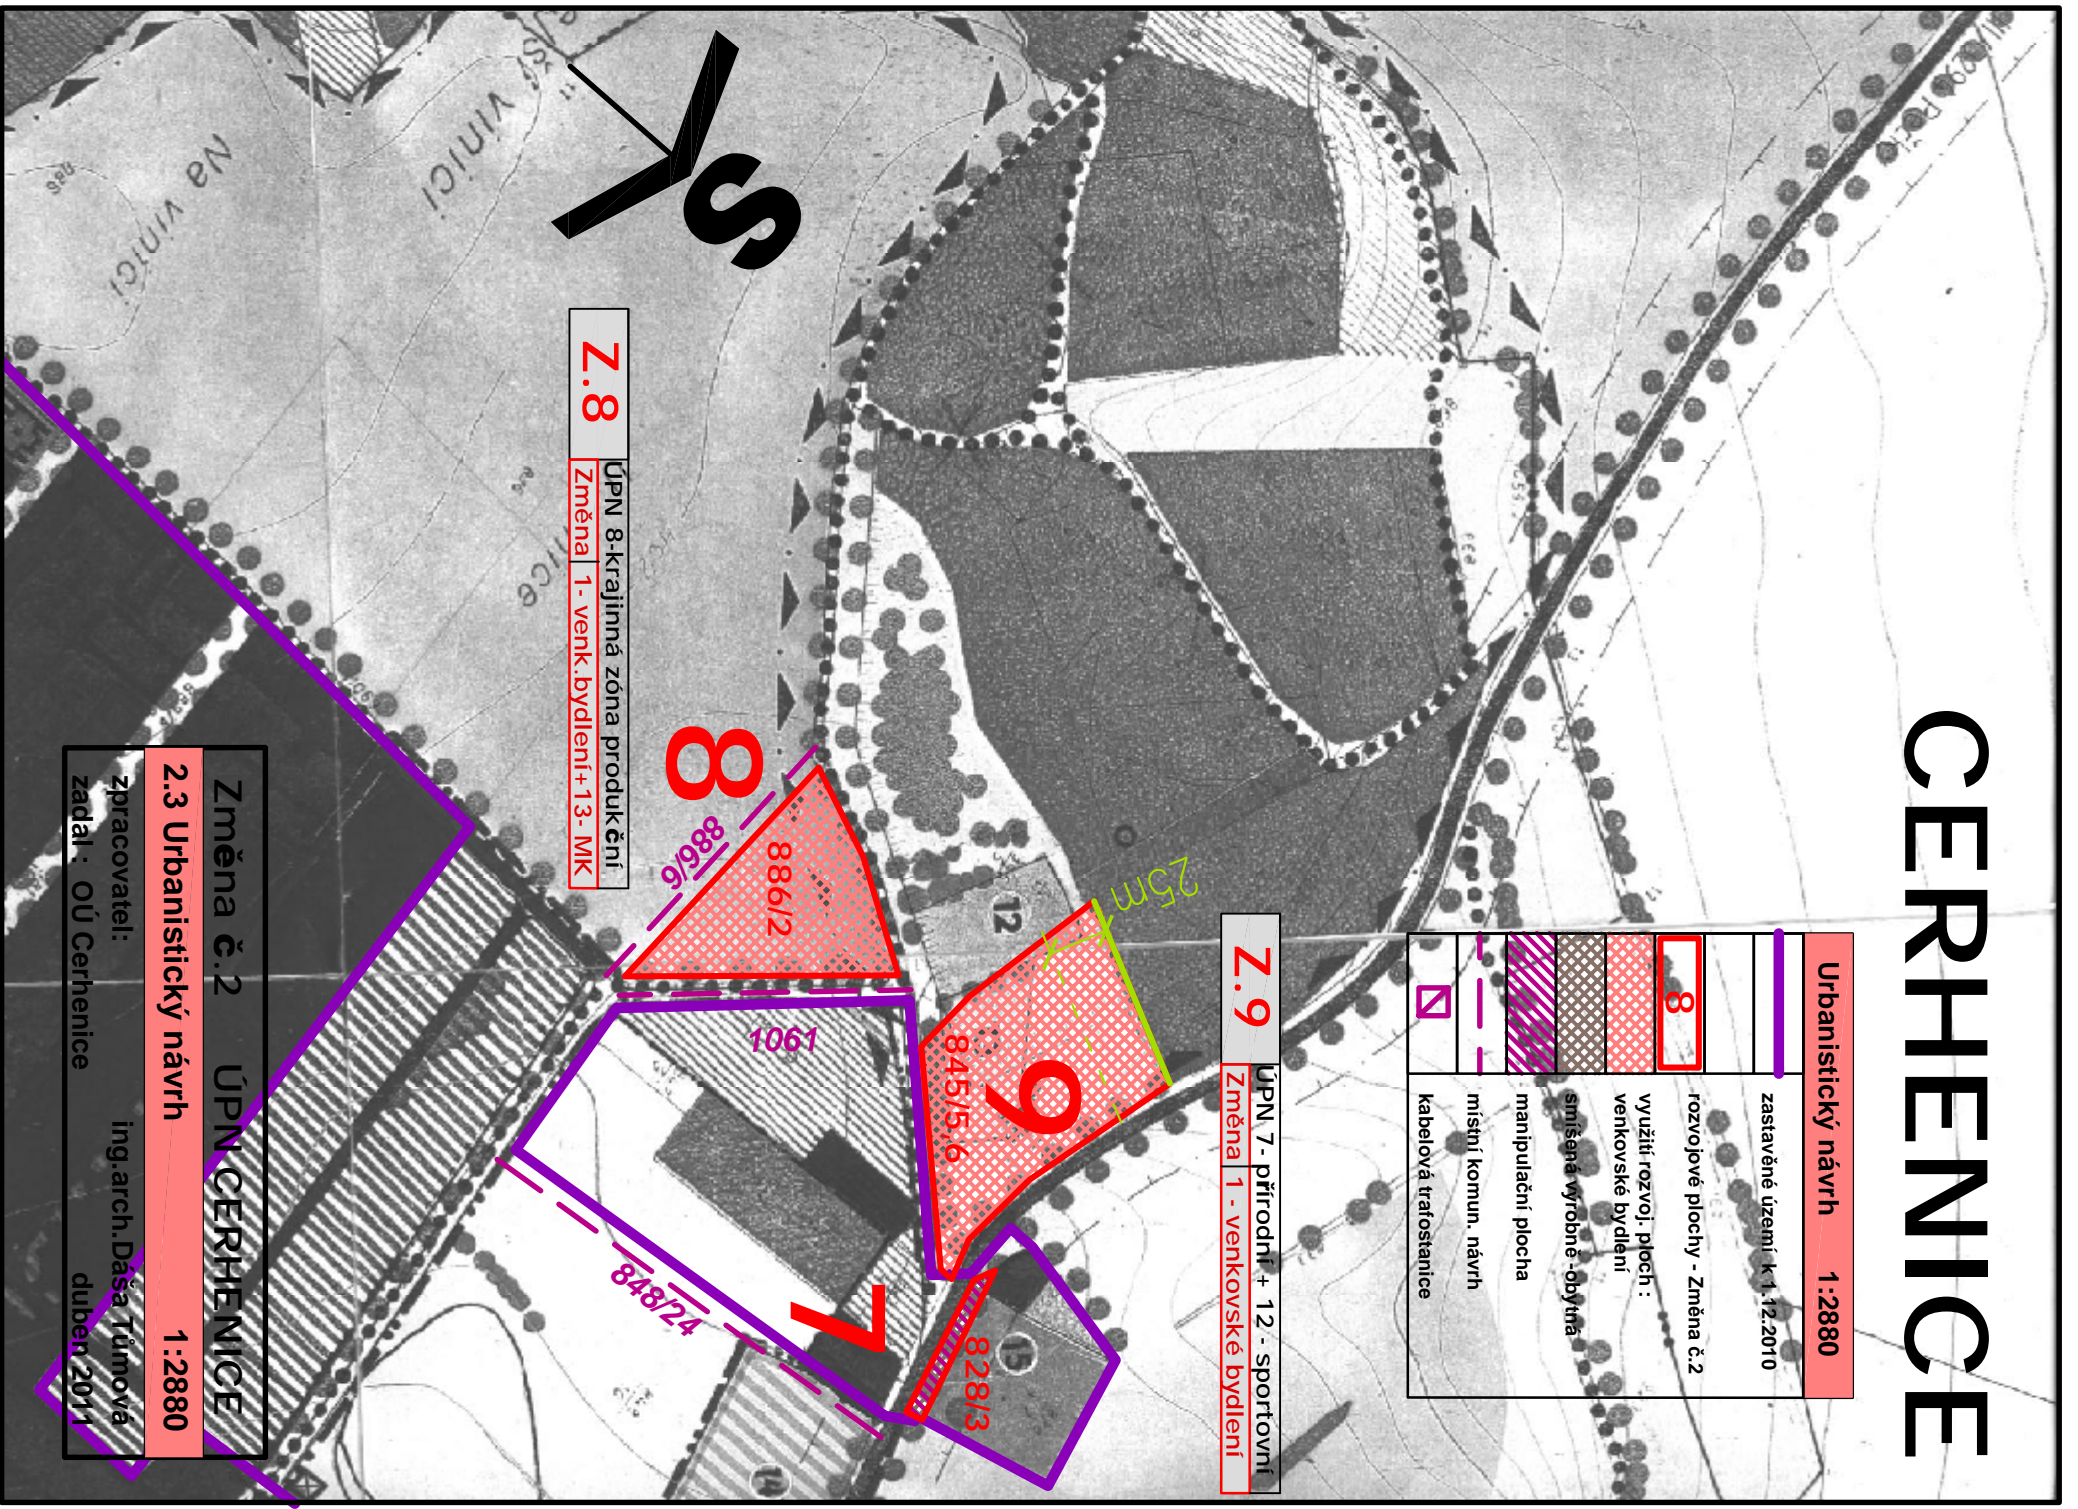 CERHENICE
Urbanistický návrh 1:2880
zastavěné území k 1.12.2010
8
rozvojové plochy - Změna č.2
využití rozvoj. ploch :
venkovské bydlení
smíšená výrobně -obytná
manipulační plocha
místní komun. návrh
kabelová trafostanice
Z.9
ÚPN 7- přírodní + 12 - sportovní
Změna 1 - venkovské bydlení
25m
12
9
845/5,6
15
828/3
7
S
Z.8
ÚPN 8-krajinná zóna produkční
Změna 1- venk.bydlení+13- MK
8
886/2
9/988
1061
848/24
14
Na vinici
vinici
Změna č.2 ÚPN CERHENICE
2.3 Urbanistický návrh 1:2880
zpracovatel: ing.arch.Dáša Tůmová
zadal : OÚ Cerhenice duben 2011